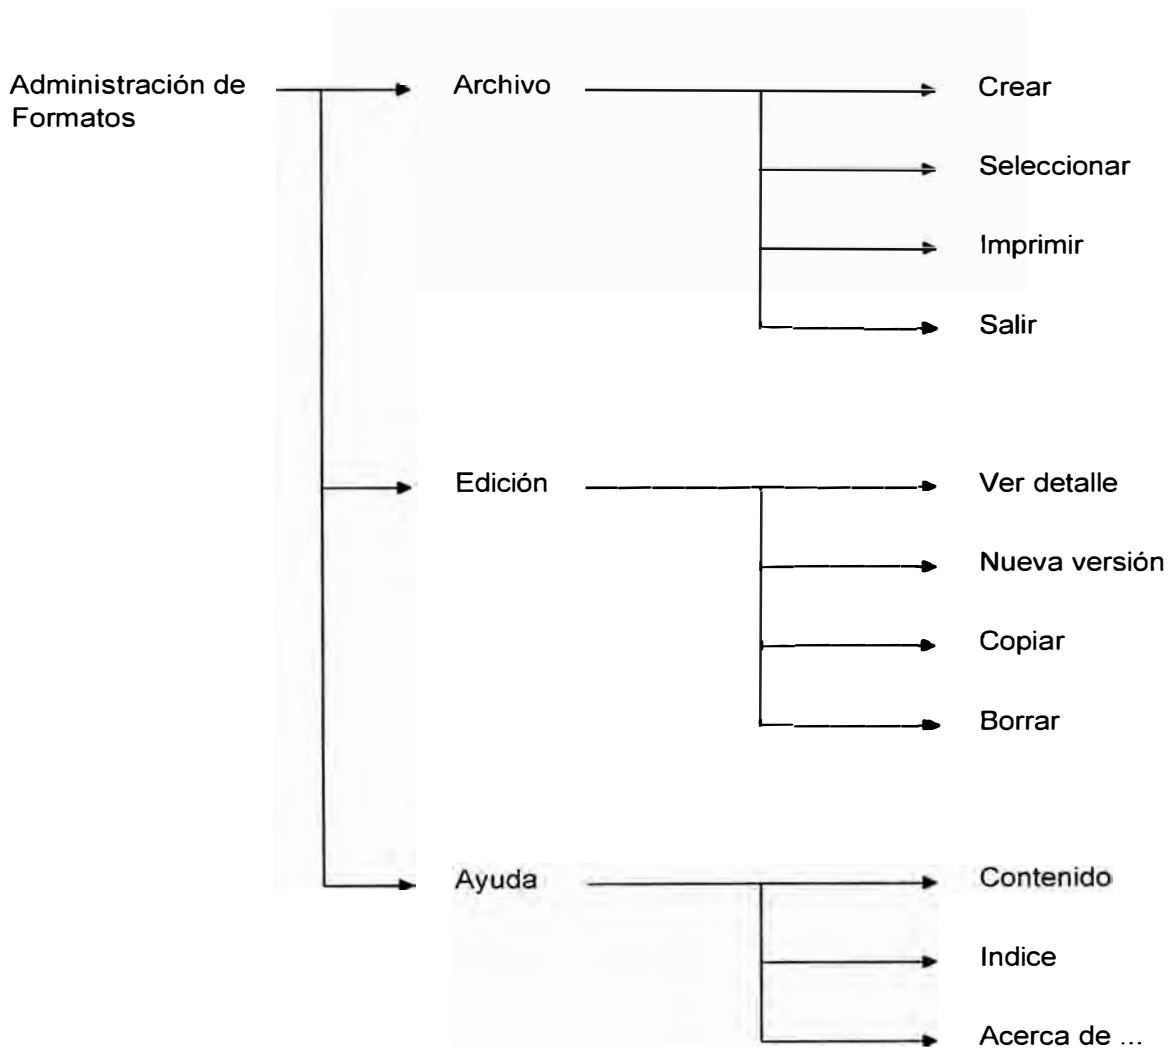 Administración de
Formatos
Archivo
Crear
Seleccionar
Imprimir
Salir
Edición
Ver detalle
Nueva versión
Copiar
Borrar
Ayuda
Contenido
Indice
Acerca de ...